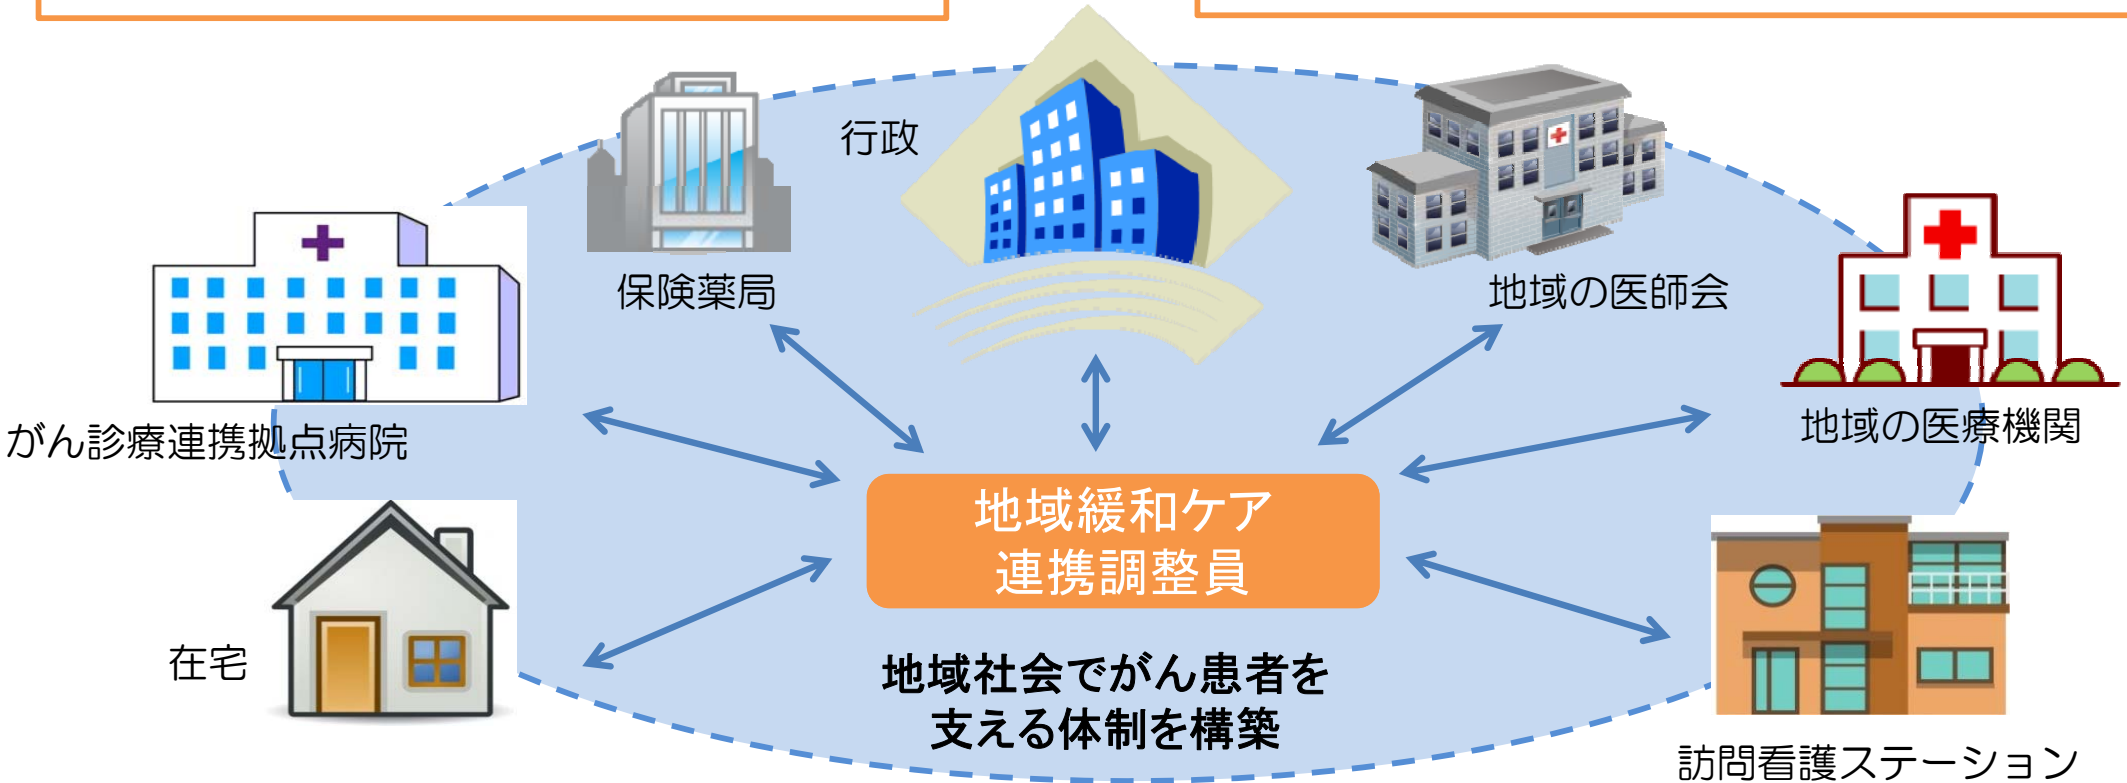 行政
保険薬局
地域の医師会
がん診療連携拠点病院
地域の医療機関
地域緩和ケア
連携調整員
在宅
地域社会でがん患者を
支える体制を構築
訪問看護ステーション